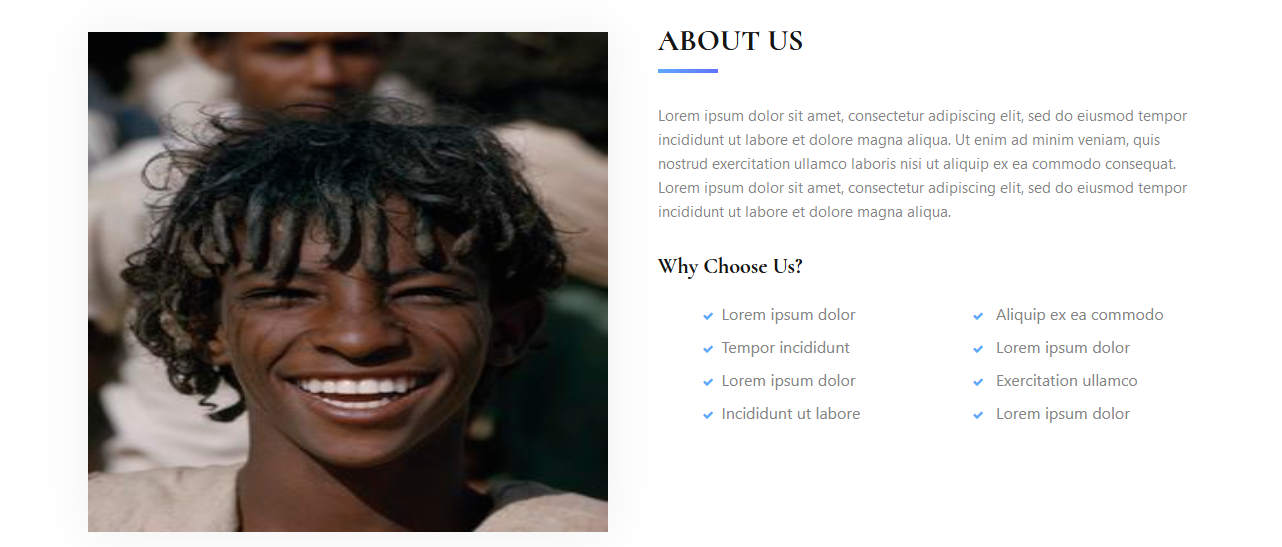 ABOUT US
Lorem ipsum dolor sit amet, consectetur adipiscing elit, sed do eiusmod tempor
incididunt ut labore et dolore magna aliqua. Ut enim ad minim veniam, quis
nostrud exercitation ullamco laboris nisi ut aliquip ex ea commodo consequat.
Lorem ipsum dolor sit amet, consectetur adipiscing elit, sed do eiusmod tempor
incididunt ut labore et dolore magna aliqua.
Why Choose Us?
Lorem ipsum dolor
Tempor incididunt
Lorem ipsum dolor
Incididunt ut labore
Aliquip ex ea commodo
Lorem ipsum dolor
Exercitation ullamco
Lorem ipsum dolor